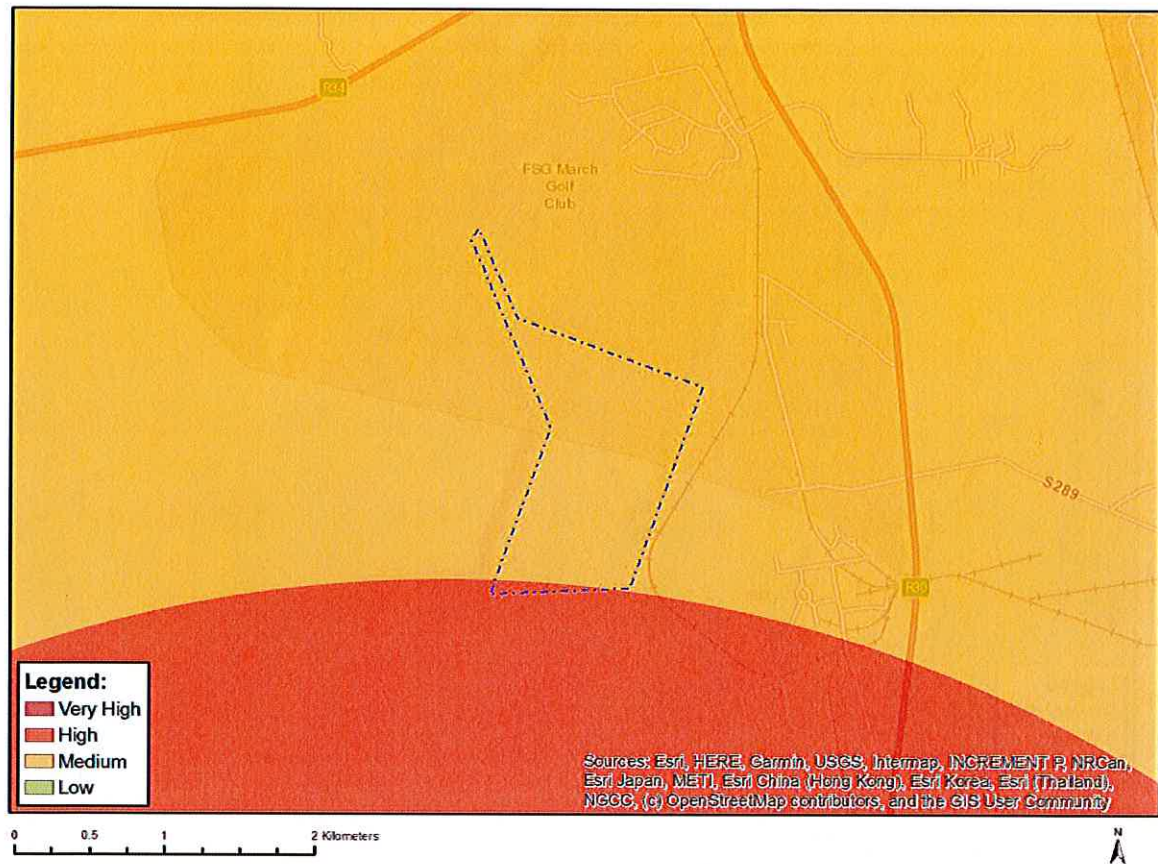 R34
FSG March
Golf
Club
S289
R30
Legend:
Very High
High
Medium
Low
Sources: Esri, HERE, Garmin, USGS, Intermap, INCREMENT P, NRCan,
Esri Japan, METI, Esri China (Hong Kong), Esri Korea, Esri (Thailand),
NGCC, (c) OpenStreetMap contributors, and the GIS User Community
0 0.5 1 2 Kilometers
N